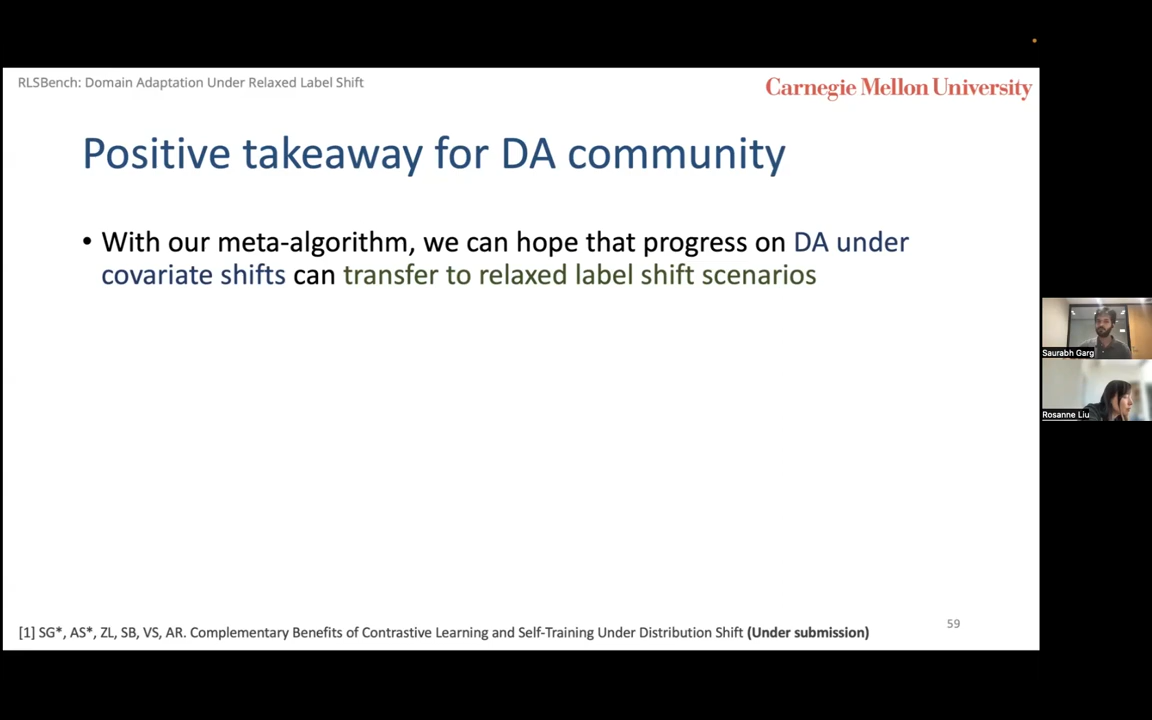 RLSBench: Domain Adaptation Under Relaxed Label Shift
Carnegie Mellon University
Positive takeaway for DA community
• With our meta-algorithm, we can hope that progress on DA under
covariate shifts can transfer to relaxed label shift scenarios
Saurabh Garg
Rosanne Liu
[1] SG*, AS*, ZL, SB, VS, AR. Complementary Benefits of Contrastive Learning and Self-Training Under Distribution Shift (Under submission)
59